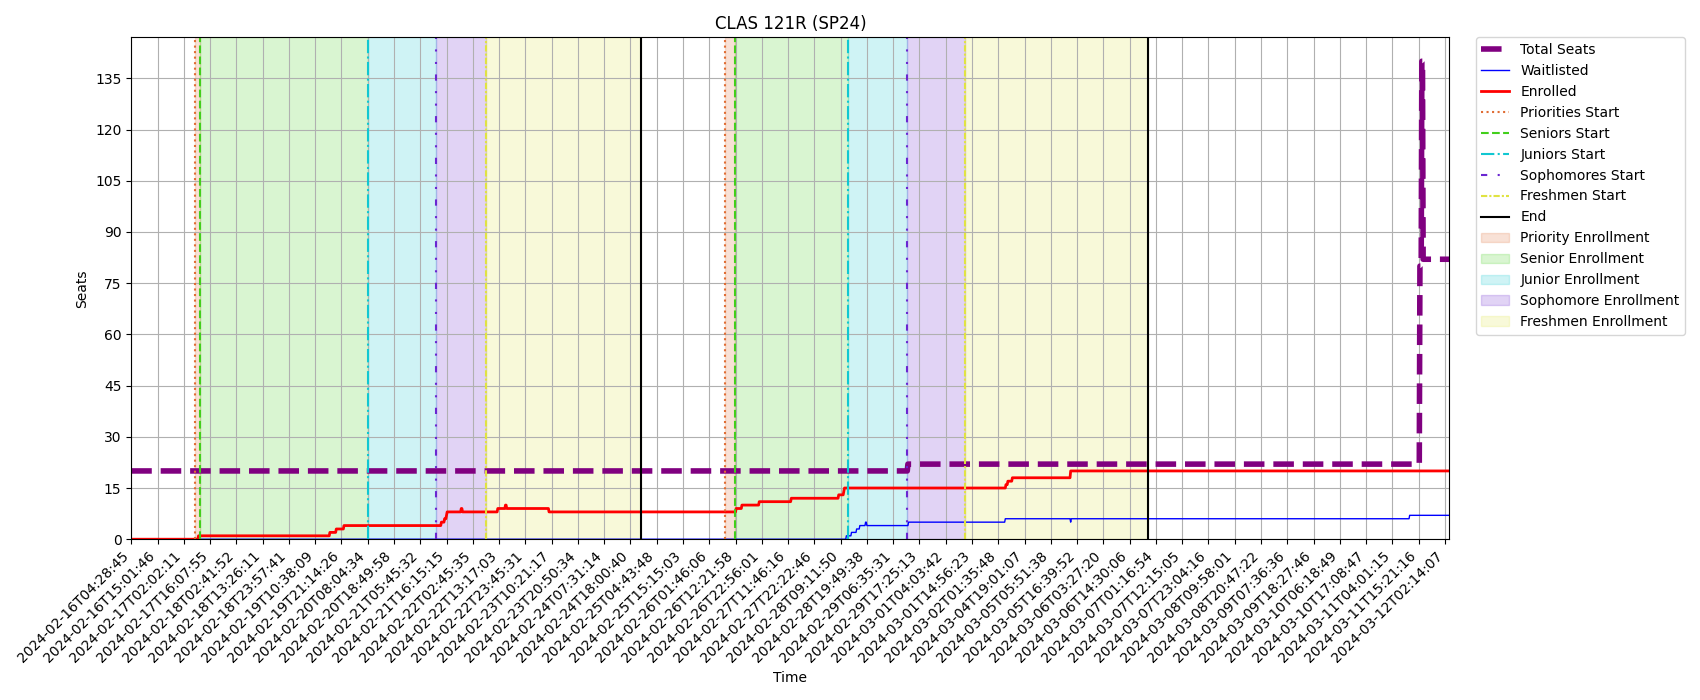 CLAS 121R (SP24)
Seats
135
120
105
90
75
60
45
30
15
0
2024-02-16T04:28:45
2024-02-16T15:01:46
2024-02-17T02:02:11
2024-02-17T16:07:55
2024-02-18T02:41:52
2024-02-18T13:26:11
2024-02-18T23:57:41
2024-02-19T10:38:09
2024-02-19T21:14:26
2024-02-20T08:04:34
2024-02-20T18:49:58
2024-02-21T05:45:32
2024-02-21T16:15:15
2024-02-22T02:45:35
2024-02-22T13:17:03
2024-02-22T23:45:31
2024-02-23T10:21:17
2024-02-23T20:50:34
2024-02-24T07:31:14
2024-02-24T18:00:40
2024-02-25T04:43:48
2024-02-25T15:15:03
2024-02-26T01:46:06
2024-02-26T12:21:58
2024-02-26T22:56:01
2024-02-27T11:46:16
2024-02-27T22:22:46
2024-02-28T09:11:50
2024-02-28T19:49:38
2024-02-29T06:35:31
2024-02-29T17:25:13
2024-03-01T04:03:42
2024-03-01T14:56:23
2024-03-02T01:35:48
2024-03-04T19:01:07
2024-03-05T05:51:38
2024-03-05T16:39:52
2024-03-06T03:27:20
2024-03-06T14:30:06
2024-03-07T01:16:54
2024-03-07T12:15:05
2024-03-07T23:04:16
2024-03-08T09:58:01
2024-03-08T20:47:22
2024-03-09T07:36:36
2024-03-09T18:27:46
2024-03-10T06:18:49
2024-03-10T17:08:47
2024-03-11T04:01:15
2024-03-11T15:21:16
2024-03-12T02:14:07
Time
Total Seats
Waitlisted
Enrolled
Priorities Start
Seniors Start
Juniors Start
Sophomores Start
Freshmen Start
End
Priority Enrollment
Senior Enrollment
Junior Enrollment
Sophomore Enrollment
Freshmen Enrollment